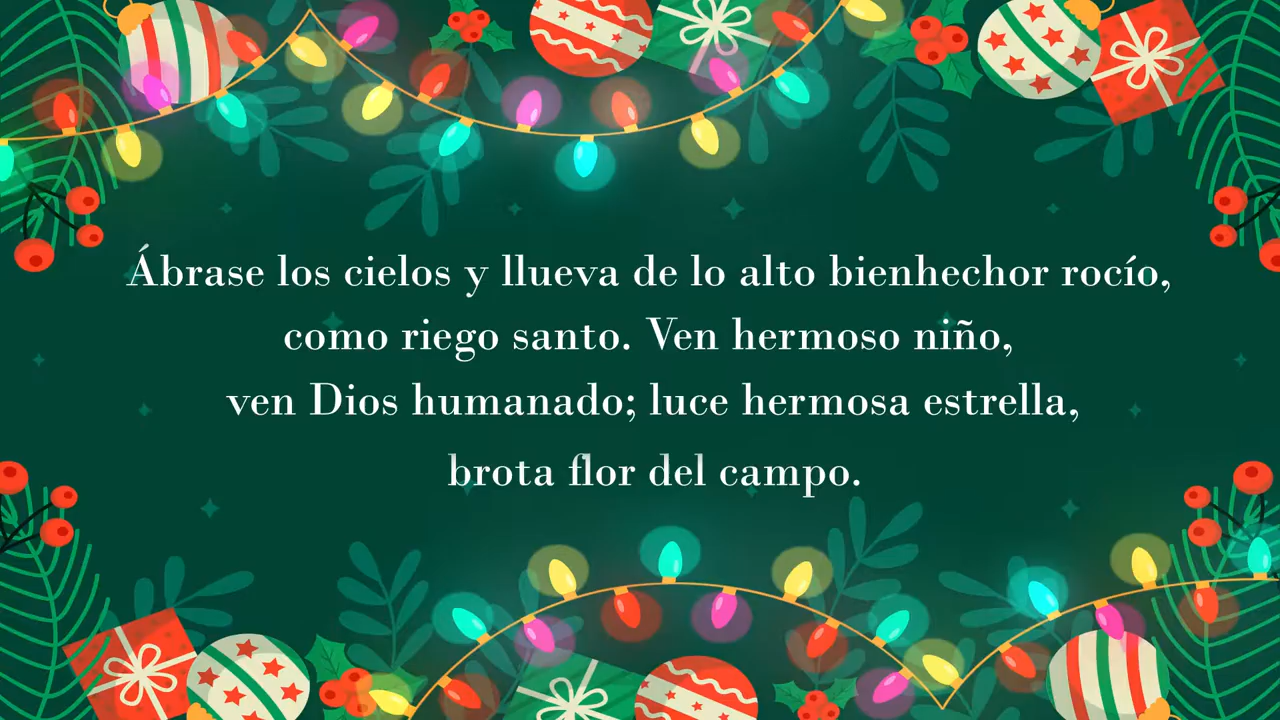 Ábrase los cielos y llueva de lo alto bienhechor rocío,
como riego santo. Ven hermoso niño,
ven Dios humanado; luce hermosa estrella,
brota flor del campo.